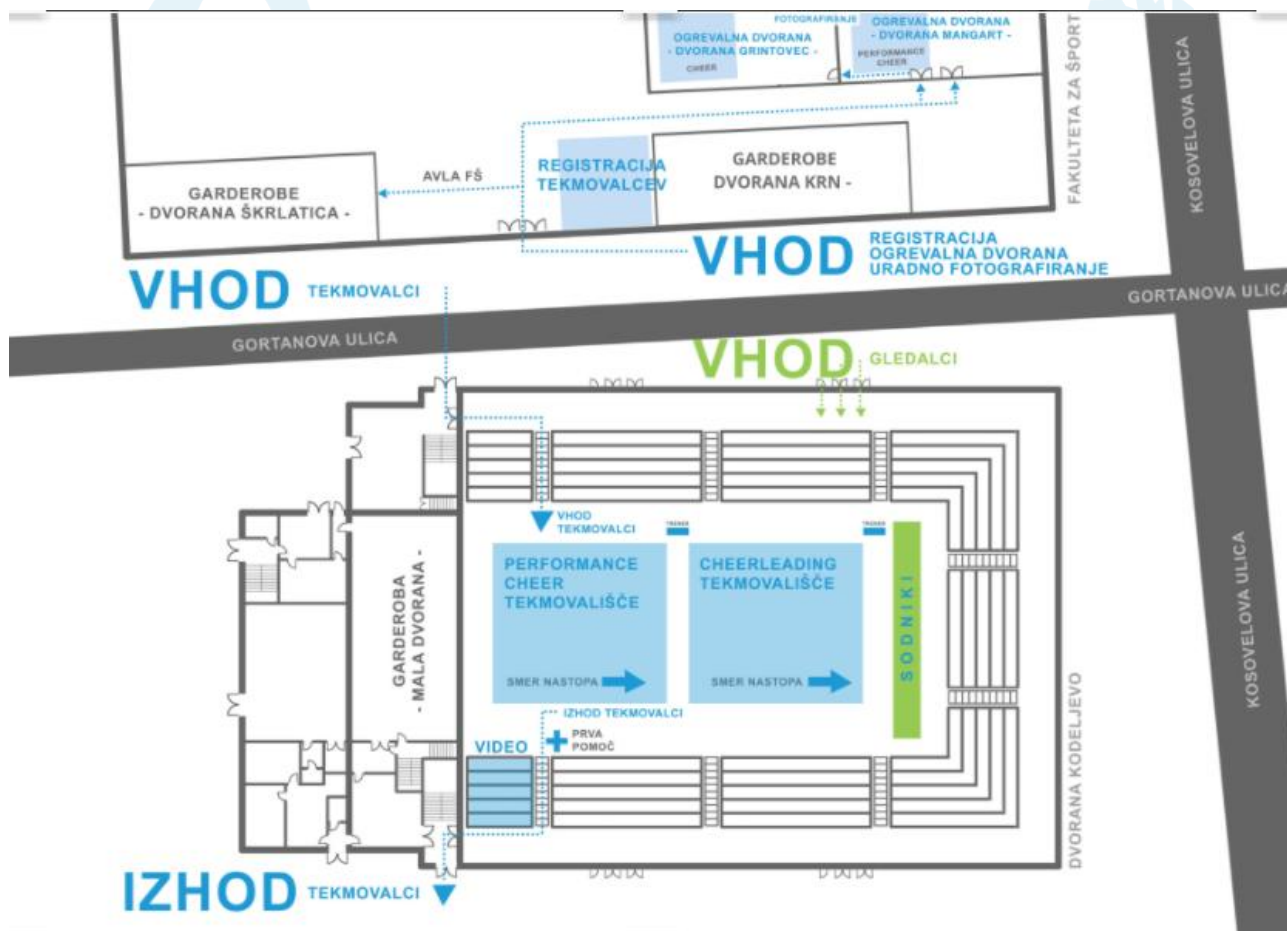 FOTOGRAFIRANJE
OGREVALNA DVORANA
- DVORANA GRINTOVEC -
CHEER
OGREVALNA DVORANA
- DVORANA MANGART -
PERFORMANCE
CHEER
FAKULTETA ZA ŠPORT
KOSOVELOVA ULICA
GARDEROBE
- DVORANA ŠKRLATICA -
AVLA FŠ
REGISTRACIJA
TEKMOVALCEV
GARDEROBE
DVORANA KRN -
VHOD TEKMOVALCI
VHOD
REGISTRACIJA
OGREVALNA DVORANA
URADNO FOTOGRAFIRANJE
GORTANOVA ULICA
GORTANOVA ULICA
VHOD GLEDALCI
VHOD
TEKMOVALCI
TRENER
TRENER
PERFORMANCE
CHEER
TEKMOVALIŠČE
SMER NASTOPA
CHEERLEADING
TEKMOVALIŠČE
SMER NASTOPA
SODNIKI
GARDEROBA
- MALA DVORANA -
IZHOD TEKMOVALCI
PRVA
POMOČ
VIDEO
DVORANA KODELJEVO
KOSOVELOVA ULICA
IZHOD TEKMOVALCI